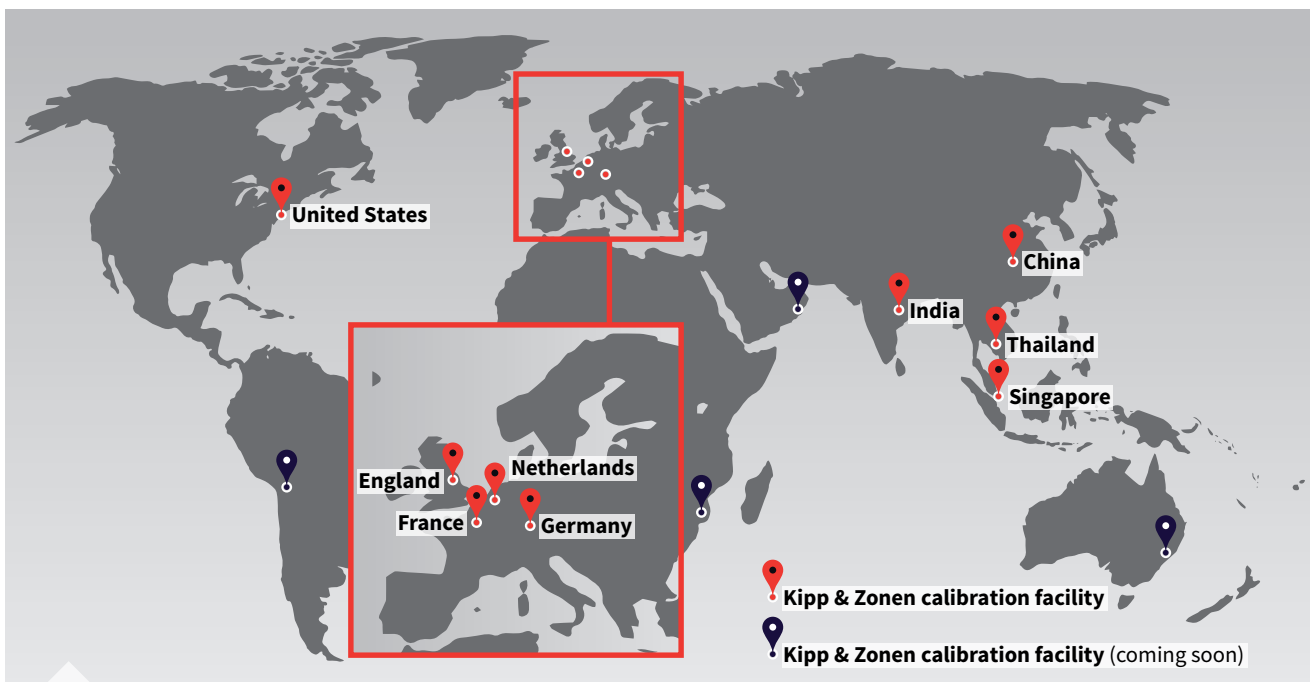 United States
China
India
Thailand
Singapore
England
Netherlands
France
Germany
Kipp & Zonen calibration facility
Kipp & Zonen calibration facility (coming soon)